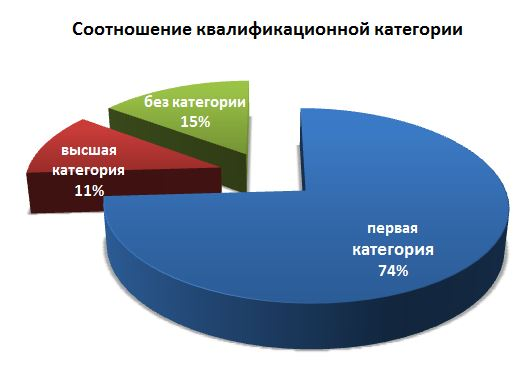 Соотношение квалификационной категории
без категории
15%
высшая
категория
11%
первая
категория
74%